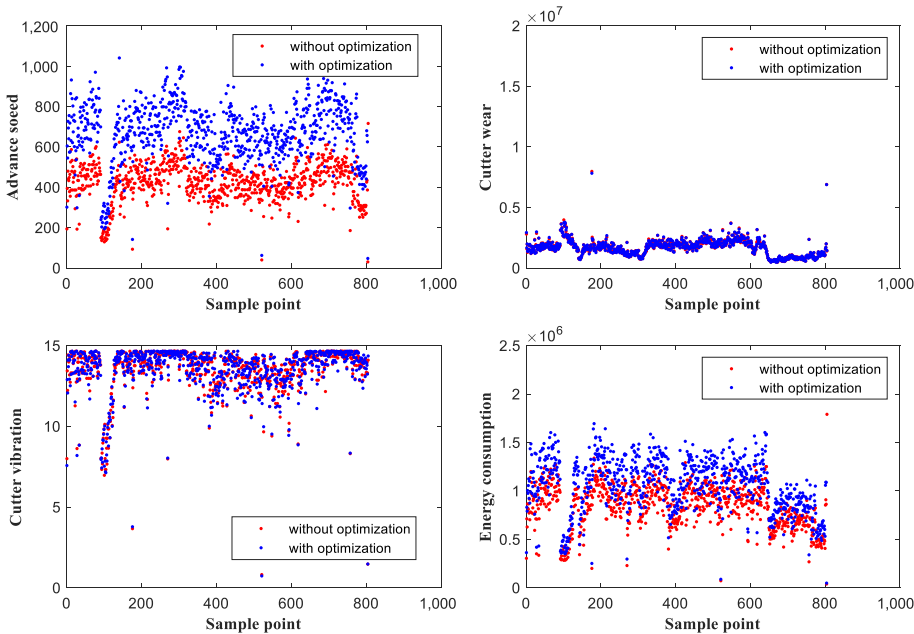 1,200
1,000
800
600
400
200
0
Advance soeed
without optimization
with optimization
0 200 400 600 800 1,000
Sample point
×10⁷
2
1.5
1
0.5
0
Cutter wear
without optimization
with optimization
0 200 400 600 800 1,000
Sample point
15
10
5
0
Cutter vibration
without optimization
with optimization
0 200 400 600 800 1,000
Sample point
×10⁶
2.5
2
1.5
1
0.5
0
Energy consumption
without optimization
with optimization
0 200 400 600 800 1,000
Sample point